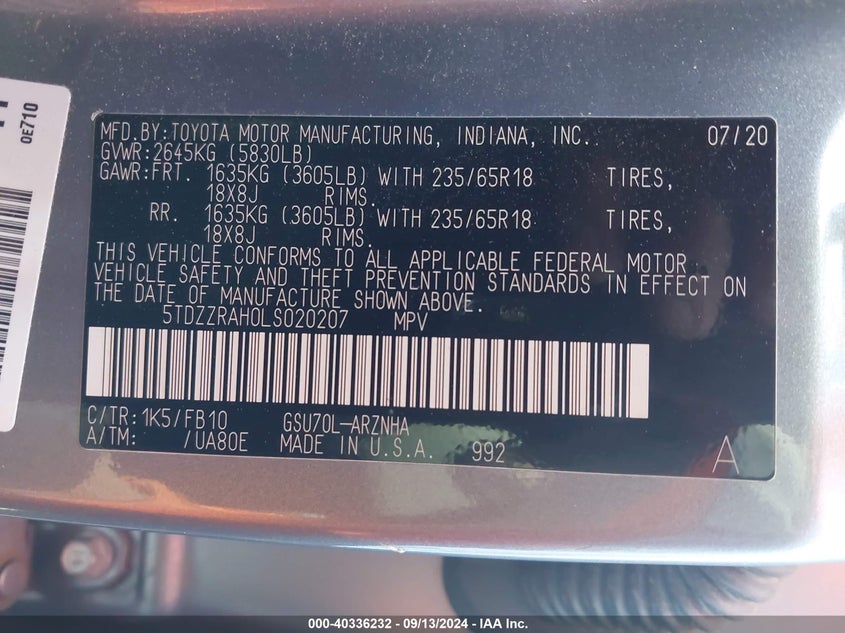 0E710
MFD.BY:TOYOTA MOTOR MANUFACTURING, INDIANA, INC. 07/20
GVWR:2645KG (5830LB)
GAWR:FRT. 1635KG (3605LB) WITH 235/65R18 TIRES,
18X8J RIMS.
RR. 1635KG (3605LB) WITH 235/65R18 TIRES,
18X8J RIMS.
THIS VEHICLE CONFORMS TO ALL APPLICABLE FEDERAL MOTOR
VEHICLE SAFETY AND THEFT PREVENTION STANDARDS IN EFFECT ON
THE DATE OF MANUFACTURE SHOWN ABOVE.
5TDZZRAH0LS020207 MPV
C/TR:1K5/FB10 GSU70L-ARZNHA
A/TM: /UA80E MADE IN U.S.A. 992 A
000-40336232 - 09/13/2024 - IAA Inc.